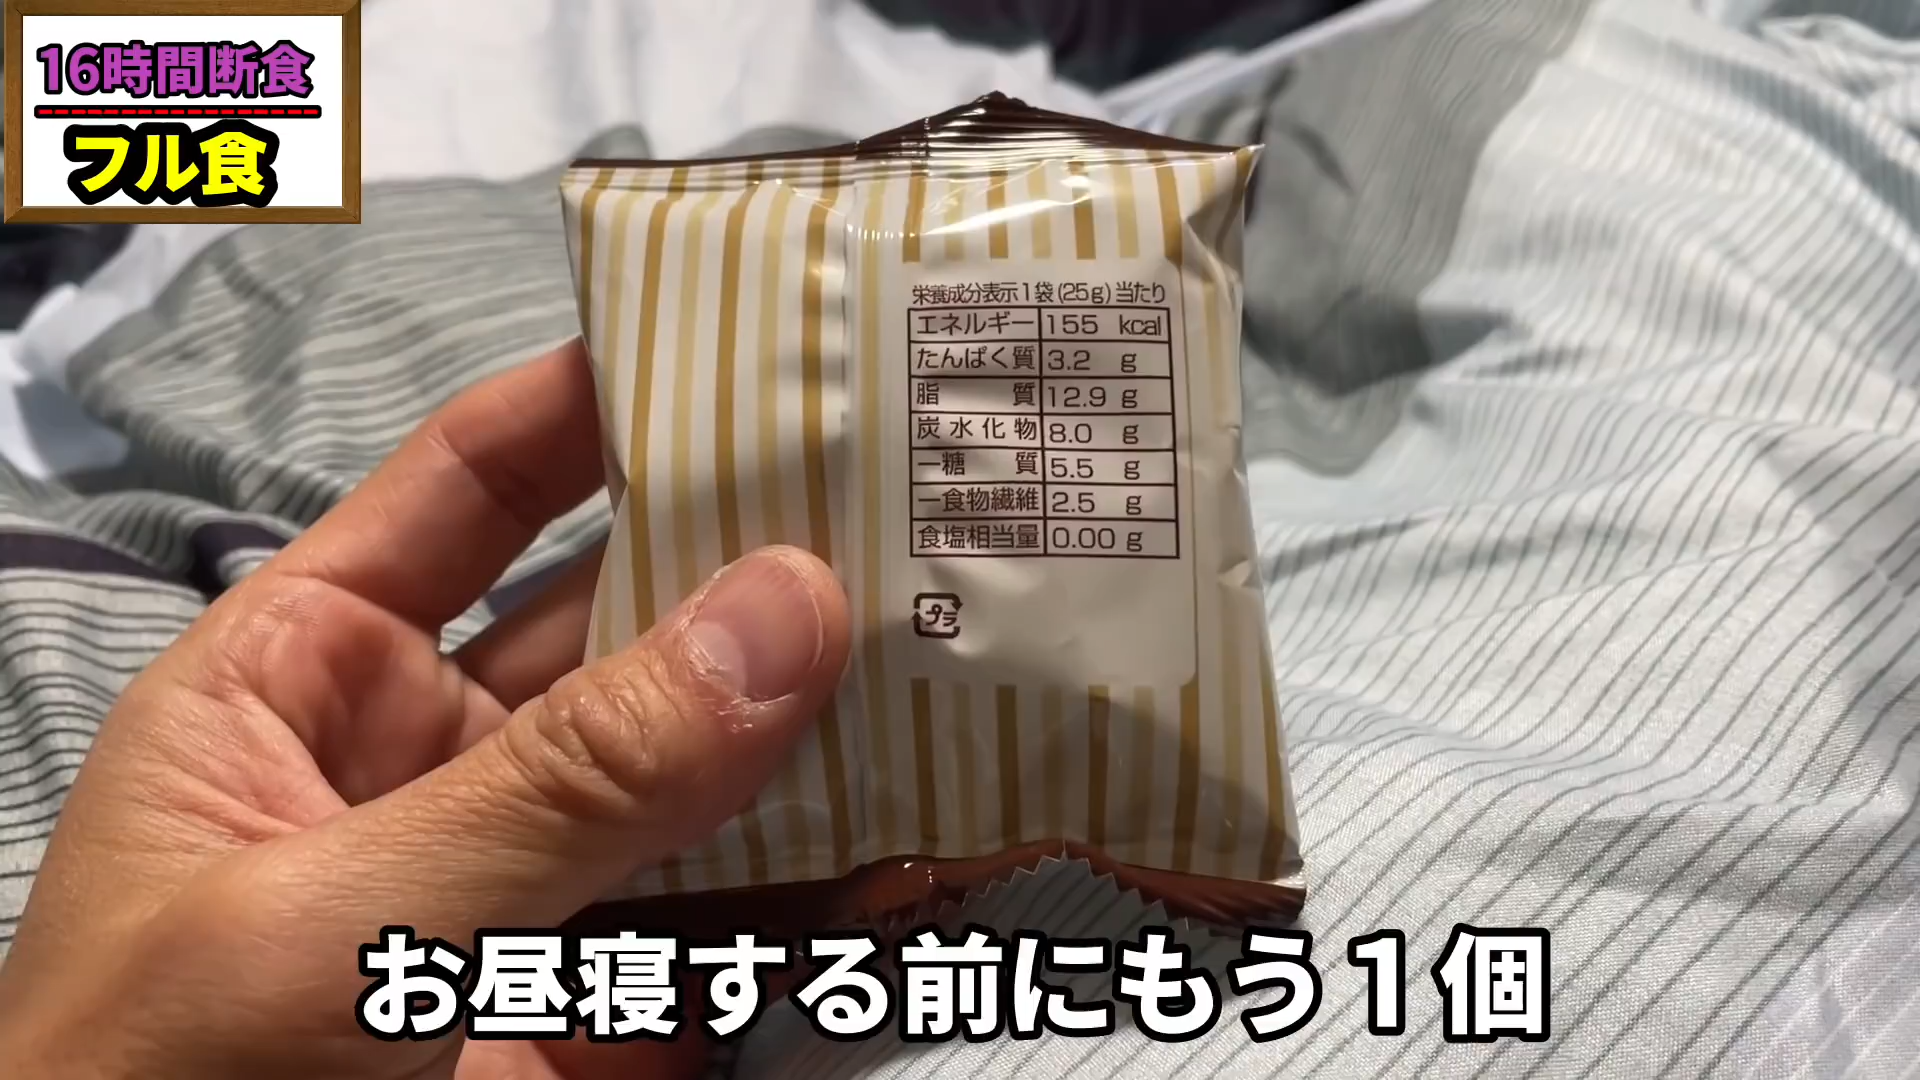 16時間断食
フル食
栄養成分表示1袋(25g)当たり
エネルギー 155 kcal
たんぱく質 3.2 g
脂質 12.9 g
炭水化物 8.0 g
―糖質 5.5 g
―食物繊維 2.5 g
食塩相当量 0.00 g
プラ
お昼寝する前にもう1個